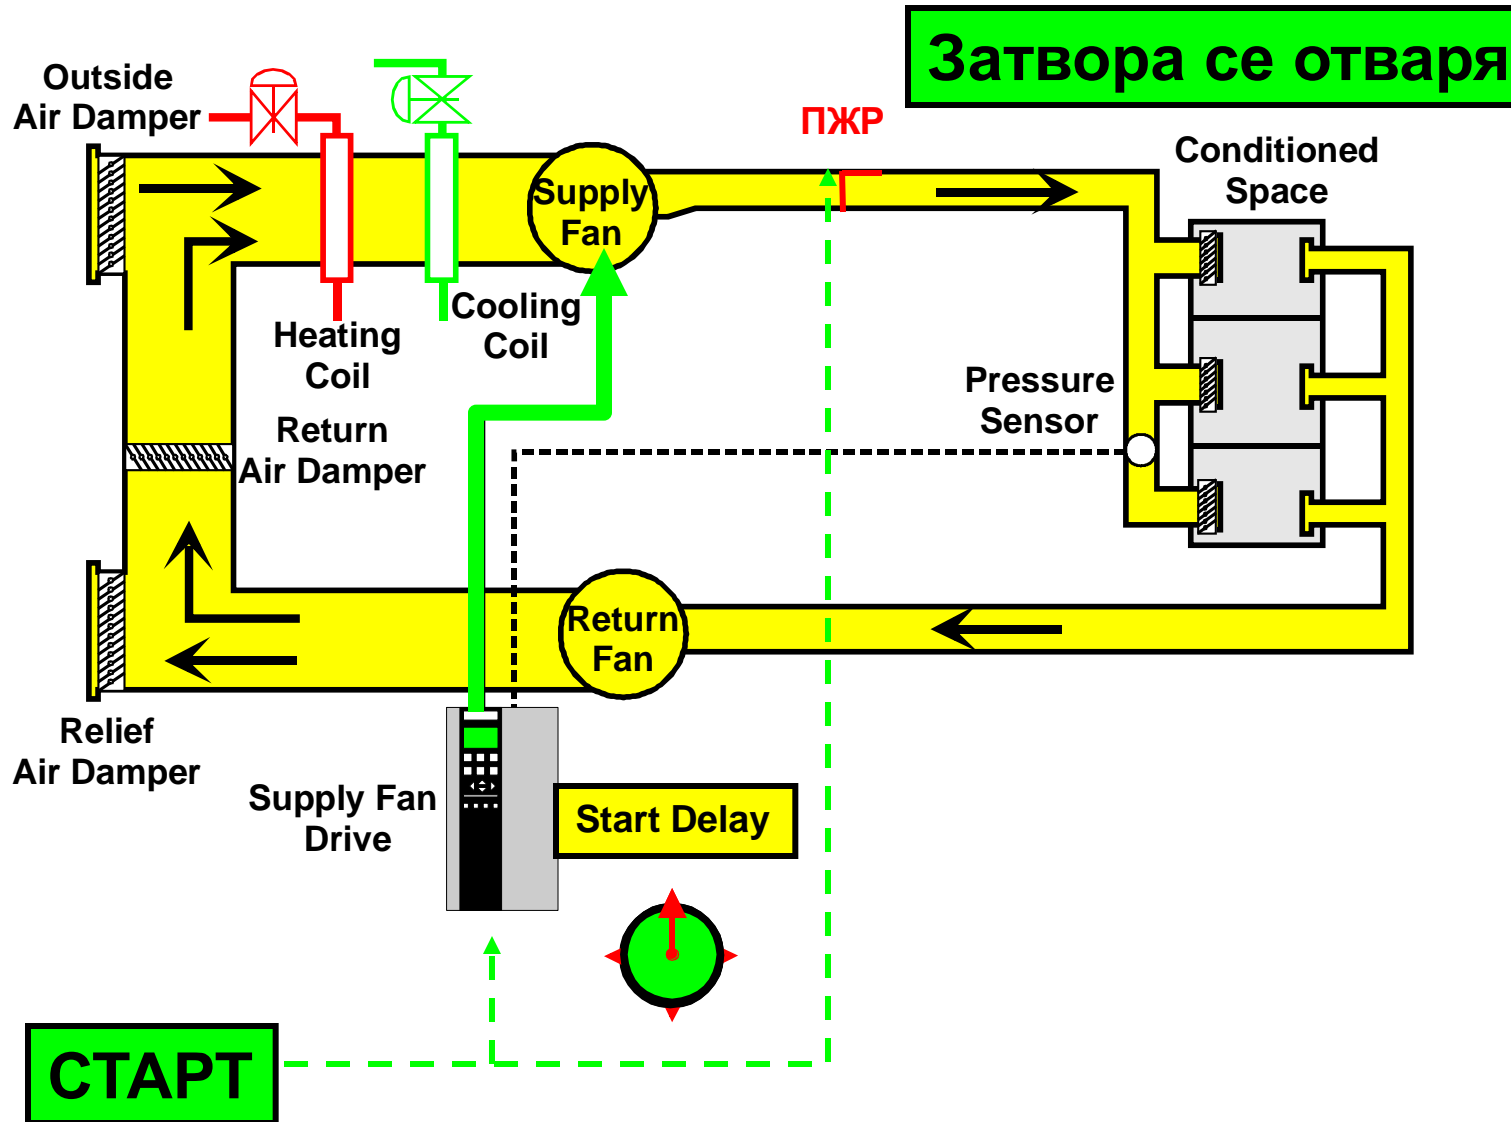 Затвора се отваря
Outside
Air Damper
ПЖР
Conditioned
Space
Supply
Fan
Cooling
Coil
Heating
Coil
Pressure
Sensor
Return
Air Damper
Return
Fan
Relief
Air Damper
Supply Fan
Drive
Start Delay
СТАРТ